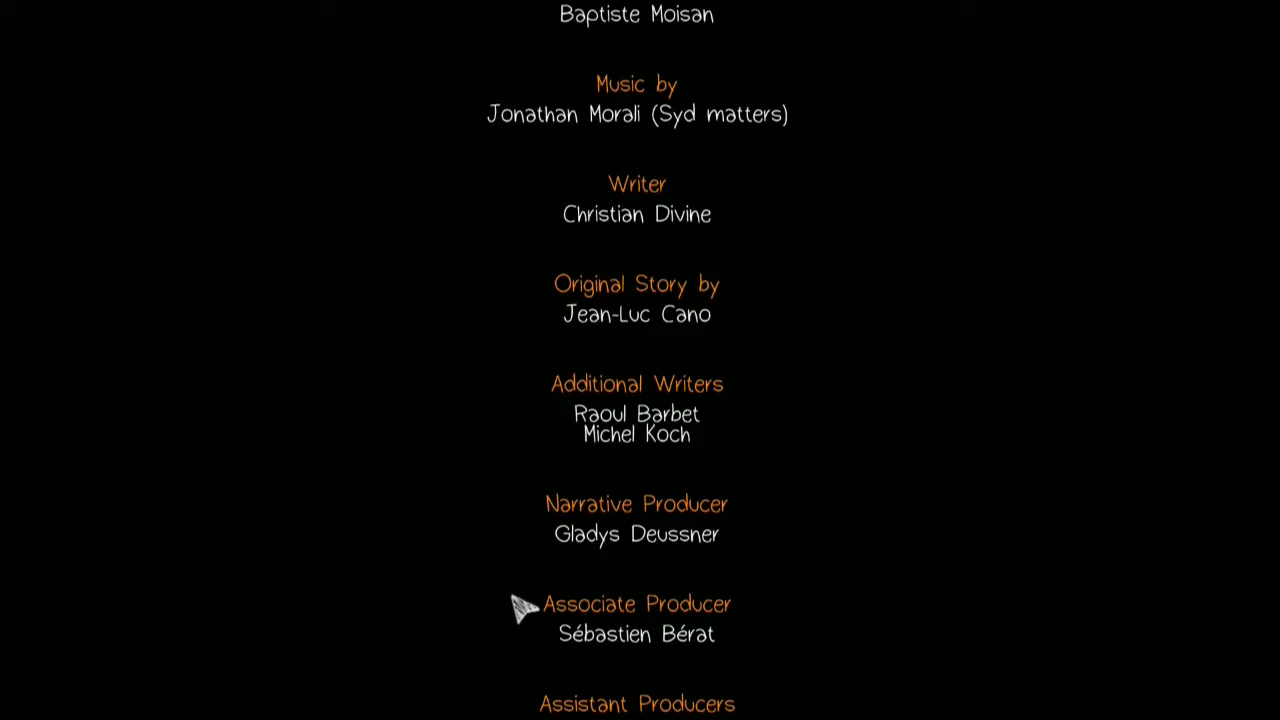 Baptiste Moisan
Music by
Jonathan Morali (Syd matters)
Writer
Christian Divine
Original Story by
Jean-Luc Cano
Additional Writers
Raoul Barbet
Michel Koch
Narrative Producer
Gladys Deussner
Associate Producer
Sébastien Bérat
Assistant Producers